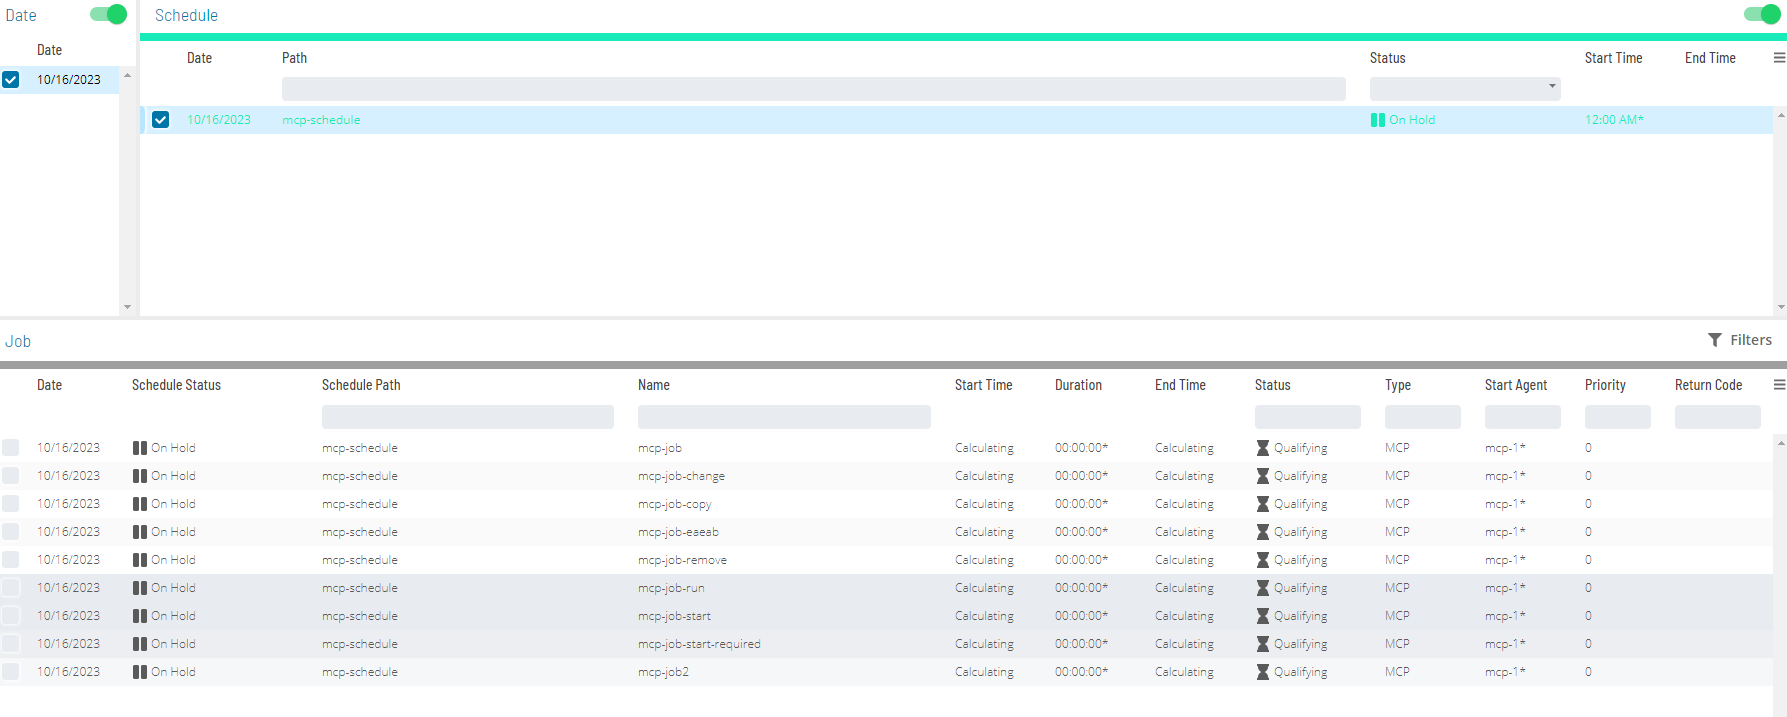 Date
Schedule
Date
10/16/2023
Date Path Status Start Time End Time
10/16/2023 mcp-schedule On Hold 12:00 AM*
Job
Filters
Date Schedule Status Schedule Path Name Start Time Duration End Time Status Type Start Agent Priority Return Code
10/16/2023 On Hold mcp-schedule mcp-job Calculating 00:00:00* Calculating Qualifying MCP mcp-1* 0
10/16/2023 On Hold mcp-schedule mcp-job-change Calculating 00:00:00* Calculating Qualifying MCP mcp-1* 0
10/16/2023 On Hold mcp-schedule mcp-job-copy Calculating 00:00:00* Calculating Qualifying MCP mcp-1* 0
10/16/2023 On Hold mcp-schedule mcp-job-eaeab Calculating 00:00:00* Calculating Qualifying MCP mcp-1* 0
10/16/2023 On Hold mcp-schedule mcp-job-remove Calculating 00:00:00* Calculating Qualifying MCP mcp-1* 0
10/16/2023 On Hold mcp-schedule mcp-job-run Calculating 00:00:00* Calculating Qualifying MCP mcp-1* 0
10/16/2023 On Hold mcp-schedule mcp-job-start Calculating 00:00:00* Calculating Qualifying MCP mcp-1* 0
10/16/2023 On Hold mcp-schedule mcp-job-start-required Calculating 00:00:00* Calculating Qualifying MCP mcp-1* 0
10/16/2023 On Hold mcp-schedule mcp-job2 Calculating 00:00:00* Calculating Qualifying MCP mcp-1* 0